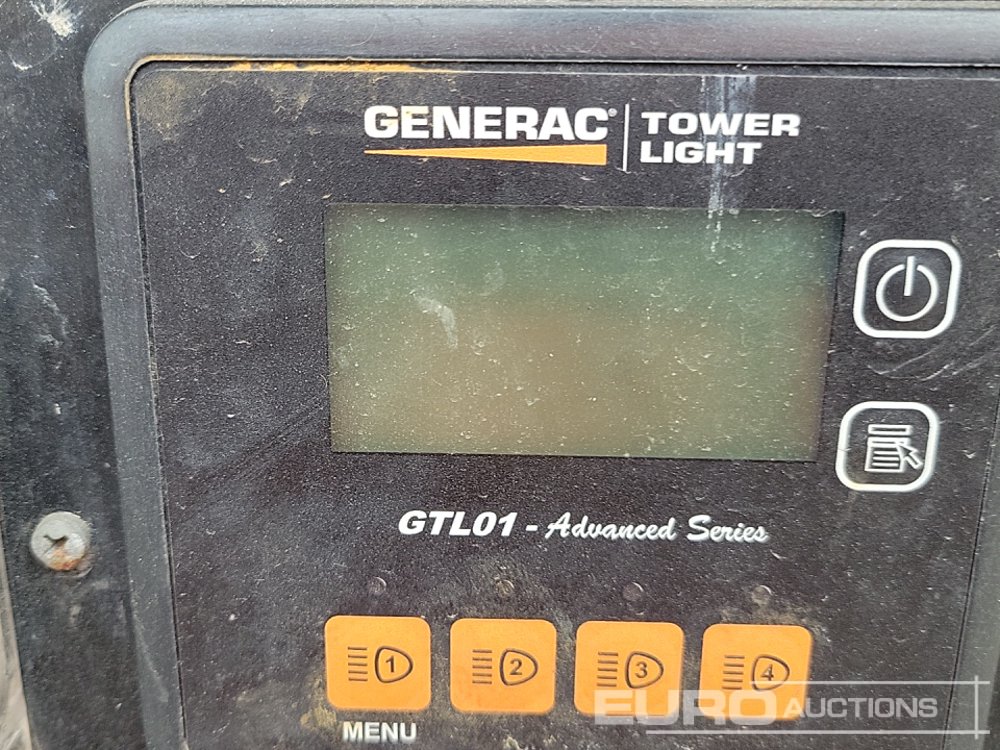 GENERAC® TOWER
LIGHT
GTL01 - Advanced Series
1 2 3 4
MENU
EURO AUCTIONS